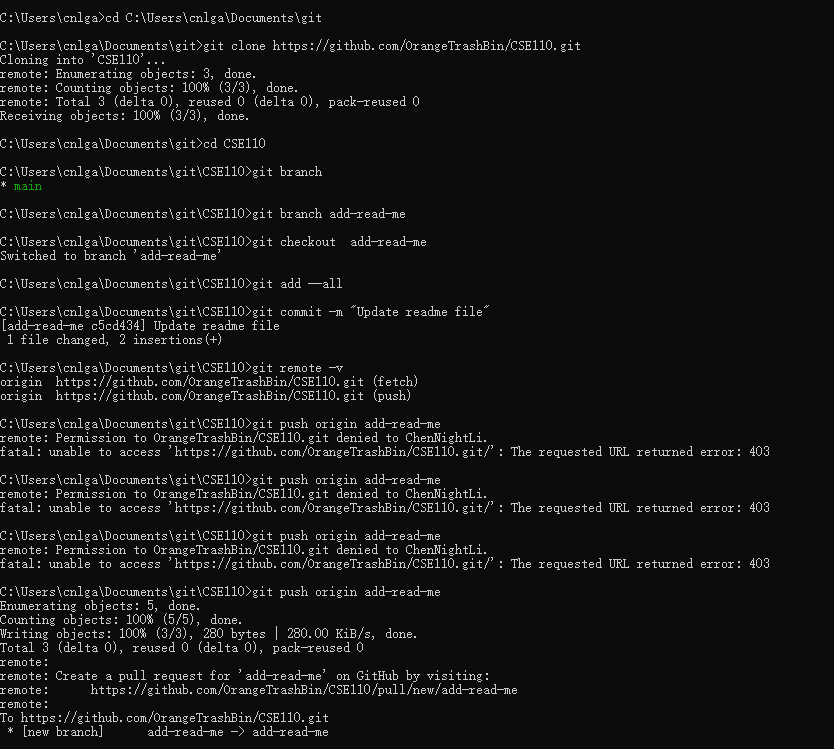 C:\Users\cnlga>cd C:\Users\cnlga\Documents\git
C:\Users\cnlga\Documents\git>git clone https://github.com/OrangeTrashBin/CSE110.git
Cloning into 'CSE110'...
remote: Enumerating objects: 3, done.
remote: Counting objects: 100% (3/3), done.
remote: Total 3 (delta 0), reused 0 (delta 0), pack-reused 0
Receiving objects: 100% (3/3), done.
C:\Users\cnlga\Documents\git>cd CSE110
C:\Users\cnlga\Documents\git\CSE110>git branch
* main
C:\Users\cnlga\Documents\git\CSE110>git branch add-read-me
C:\Users\cnlga\Documents\git\CSE110>git checkout  add-read-me
Switched to branch 'add-read-me'
C:\Users\cnlga\Documents\git\CSE110>git add --all
C:\Users\cnlga\Documents\git\CSE110>git commit -m "Update readme file"
[add-read-me c5cd434] Update readme file
 1 file changed, 2 insertions(+)
C:\Users\cnlga\Documents\git\CSE110>git remote -v
origin  https://github.com/OrangeTrashBin/CSE110.git (fetch)
origin  https://github.com/OrangeTrashBin/CSE110.git (push)
C:\Users\cnlga\Documents\git\CSE110>git push origin add-read-me
remote: Permission to OrangeTrashBin/CSE110.git denied to ChenNightLi.
fatal: unable to access 'https://github.com/OrangeTrashBin/CSE110.git/': The requested URL returned error: 403
C:\Users\cnlga\Documents\git\CSE110>git push origin add-read-me
remote: Permission to OrangeTrashBin/CSE110.git denied to ChenNightLi.
fatal: unable to access 'https://github.com/OrangeTrashBin/CSE110.git/': The requested URL returned error: 403
C:\Users\cnlga\Documents\git\CSE110>git push origin add-read-me
remote: Permission to OrangeTrashBin/CSE110.git denied to ChenNightLi.
fatal: unable to access 'https://github.com/OrangeTrashBin/CSE110.git/': The requested URL returned error: 403
C:\Users\cnlga\Documents\git\CSE110>git push origin add-read-me
Enumerating objects: 5, done.
Counting objects: 100% (5/5), done.
Writing objects: 100% (3/3), 280 bytes | 280.00 KiB/s, done.
Total 3 (delta 0), reused 0 (delta 0), pack-reused 0
remote:
remote: Create a pull request for 'add-read-me' on GitHub by visiting:
remote:      https://github.com/OrangeTrashBin/CSE110/pull/new/add-read-me
remote:
To https://github.com/OrangeTrashBin/CSE110.git
 * [new branch]      add-read-me -> add-read-me